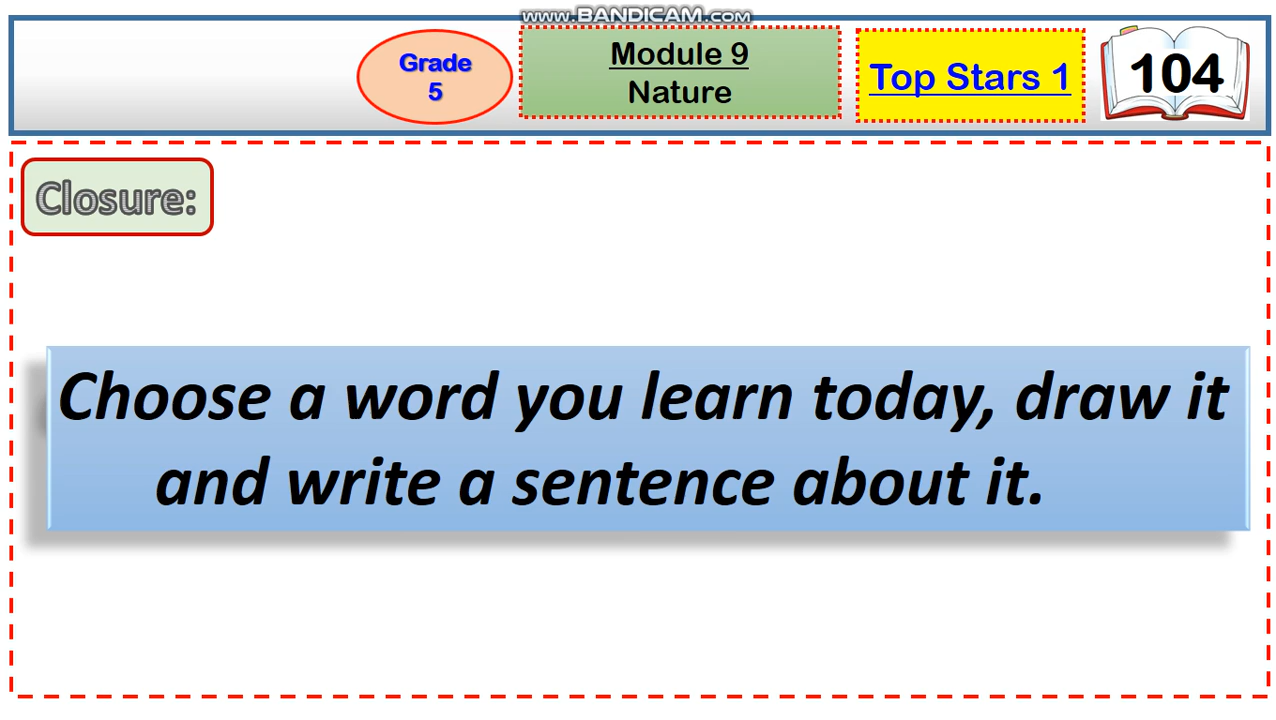 www.BANDICAM.com
Grade
5
Module 9
Nature
Top Stars 1
104
Closure:
Choose a word you learn today, draw it
and write a sentence about it.